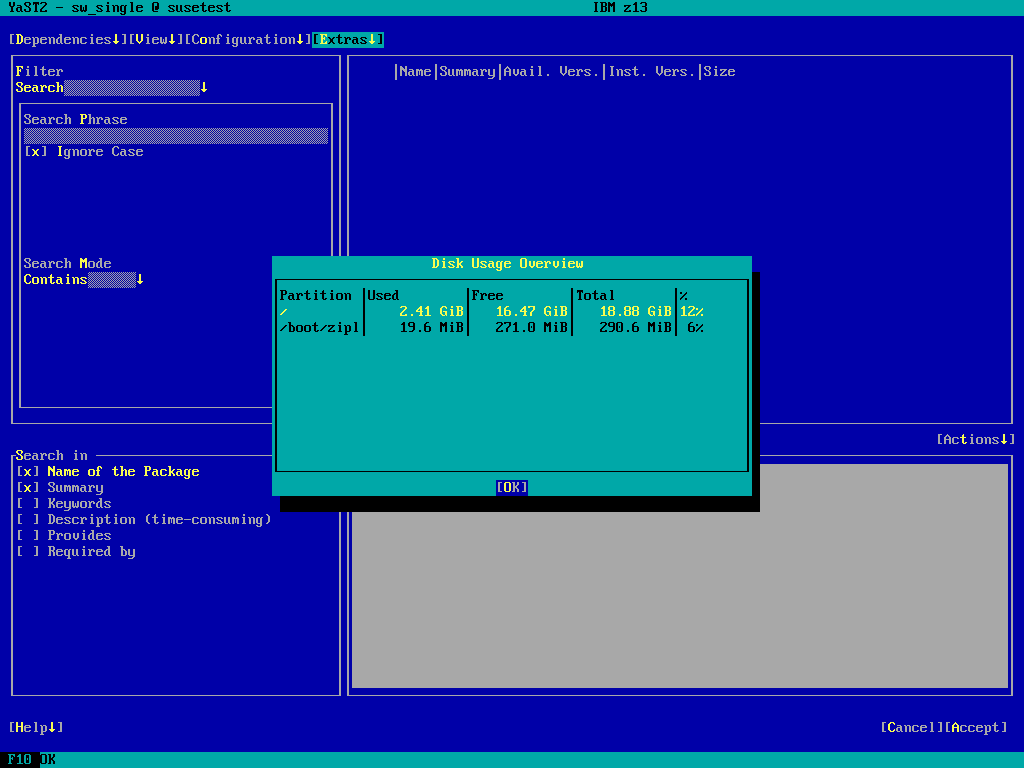 YaST2 - sw_single @ susetest IBM z13
[Dependencies↓][View↓][Configuration↓][Extras↓]
Filter
Search↓
Search Phrase
[x] Ignore Case
Search Mode
Contains↓
|Name|Summary|Avail. Vers.|Inst. Vers.|Size
Disk Usage Overview
Partition |Used |Free |Total |%
/ | 2.41 GiB| 16.47 GiB| 18.88 GiB|12%
/boot/zipl| 19.6 MiB| 271.0 MiB| 290.6 MiB| 6%
[OK]
[Actions↓]
Search in
[x] Name of the Package
[x] Summary
[ ] Keywords
[ ] Description (time-consuming)
[ ] Provides
[ ] Required by
[Help↓] [Cancel][Accept]
F10 OK